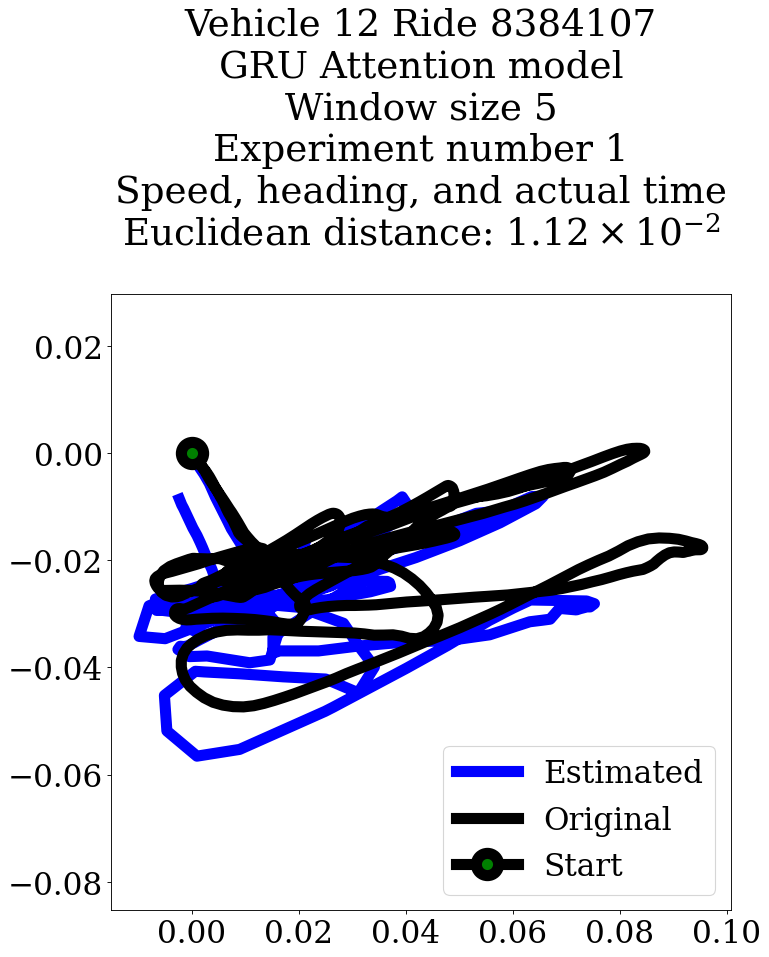 Vehicle 12 Ride 8384107
GRU Attention model
Window size 5
Experiment number 1
Speed, heading, and actual time
Euclidean distance: 1.12 × 10⁻²
0.02
0.00
−0.02
−0.04
−0.06
−0.08
Estimated
Original
Start
0.00 0.02 0.04 0.06 0.08 0.10